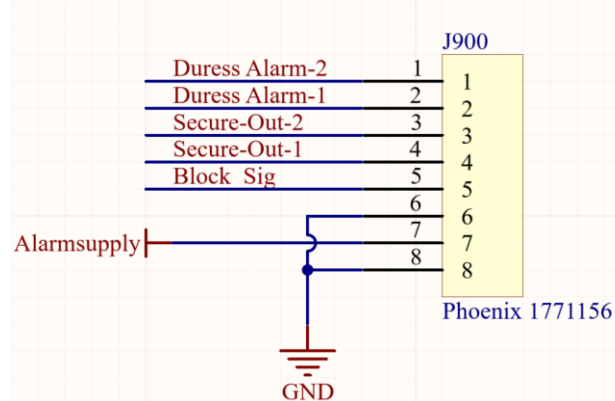 J900
Duress Alarm-2 1 1
Duress Alarm-1 2 2
Secure-Out-2 3 3
Secure-Out-1 4 4
Block Sig 5 5
6 6
Alarmsupply 7 7
8 8
Phoenix 1771156
GND